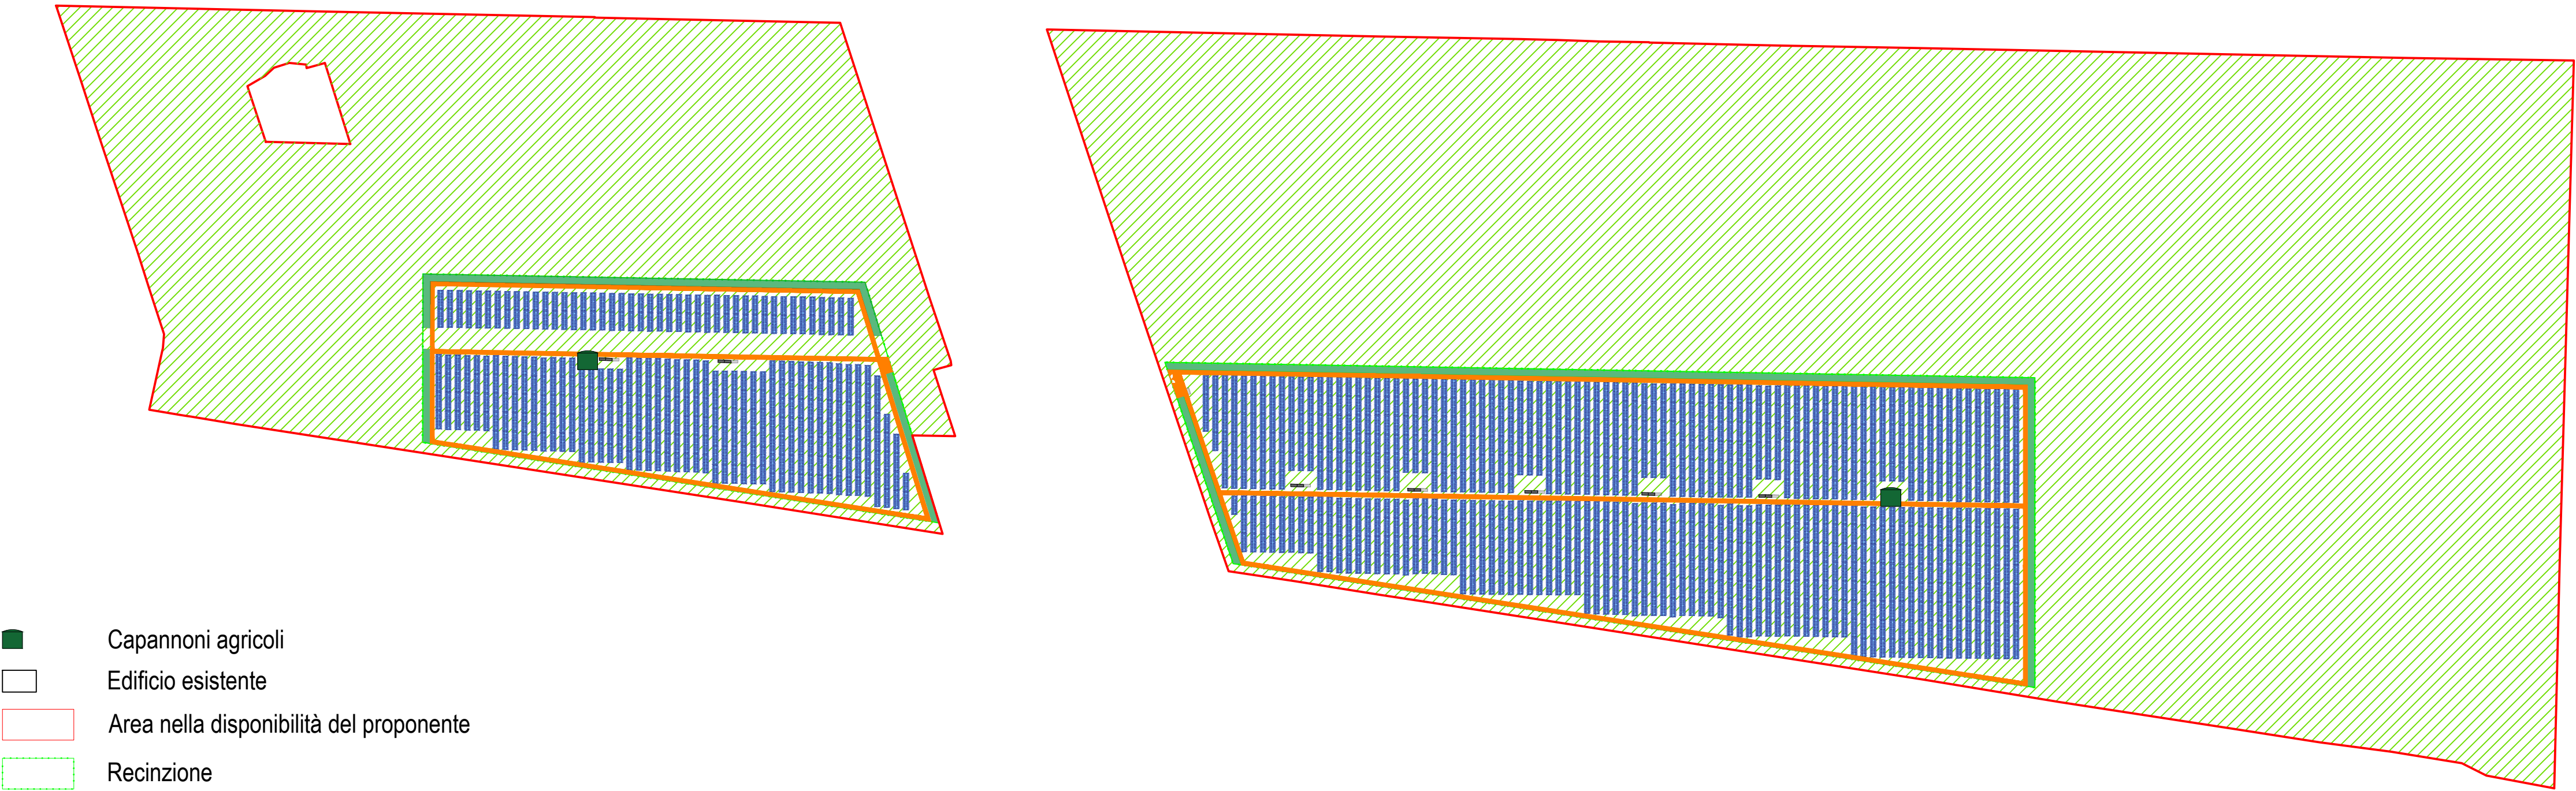 Capannoni agricoli
Edificio esistente
Area nella disponibilità del proponente
Recinzione